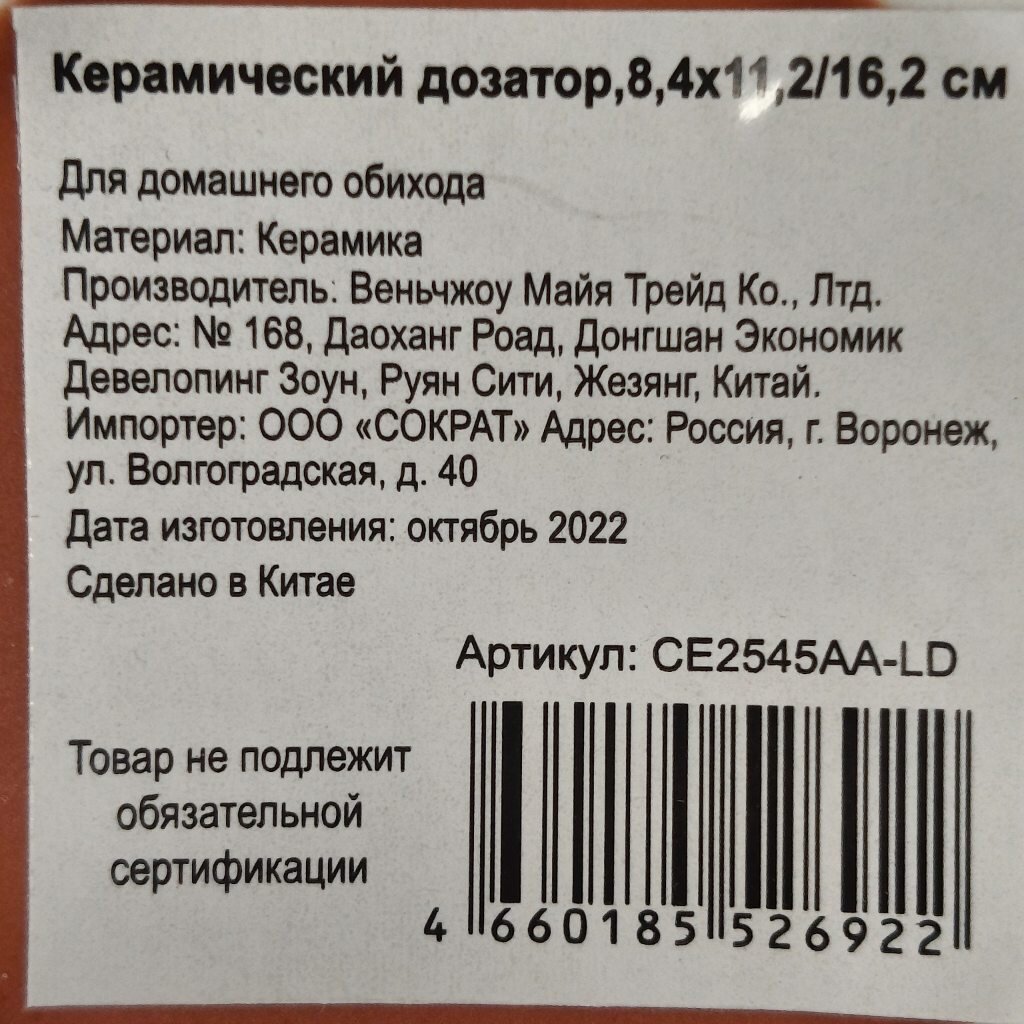 Керамический дозатор,8,4х11,2/16,2 см
Для домашнего обихода
Материал: Керамика
Производитель: Веньчжоу Майя Трейд Ко., Лтд.
Адрес: № 168, Даоханг Роад, Донгшан Экономик
Девелопинг Зоун, Руян Сити, Жезянг, Китай.
Импортер: ООО «СОКРАТ» Адрес: Россия, г. Воронеж,
ул. Волгоградская, д. 40
Дата изготовления: октябрь 2022
Сделано в Китае
Артикул: CE2545AA-LD
Товар не подлежит
обязательной
сертификации
4 660185 526922